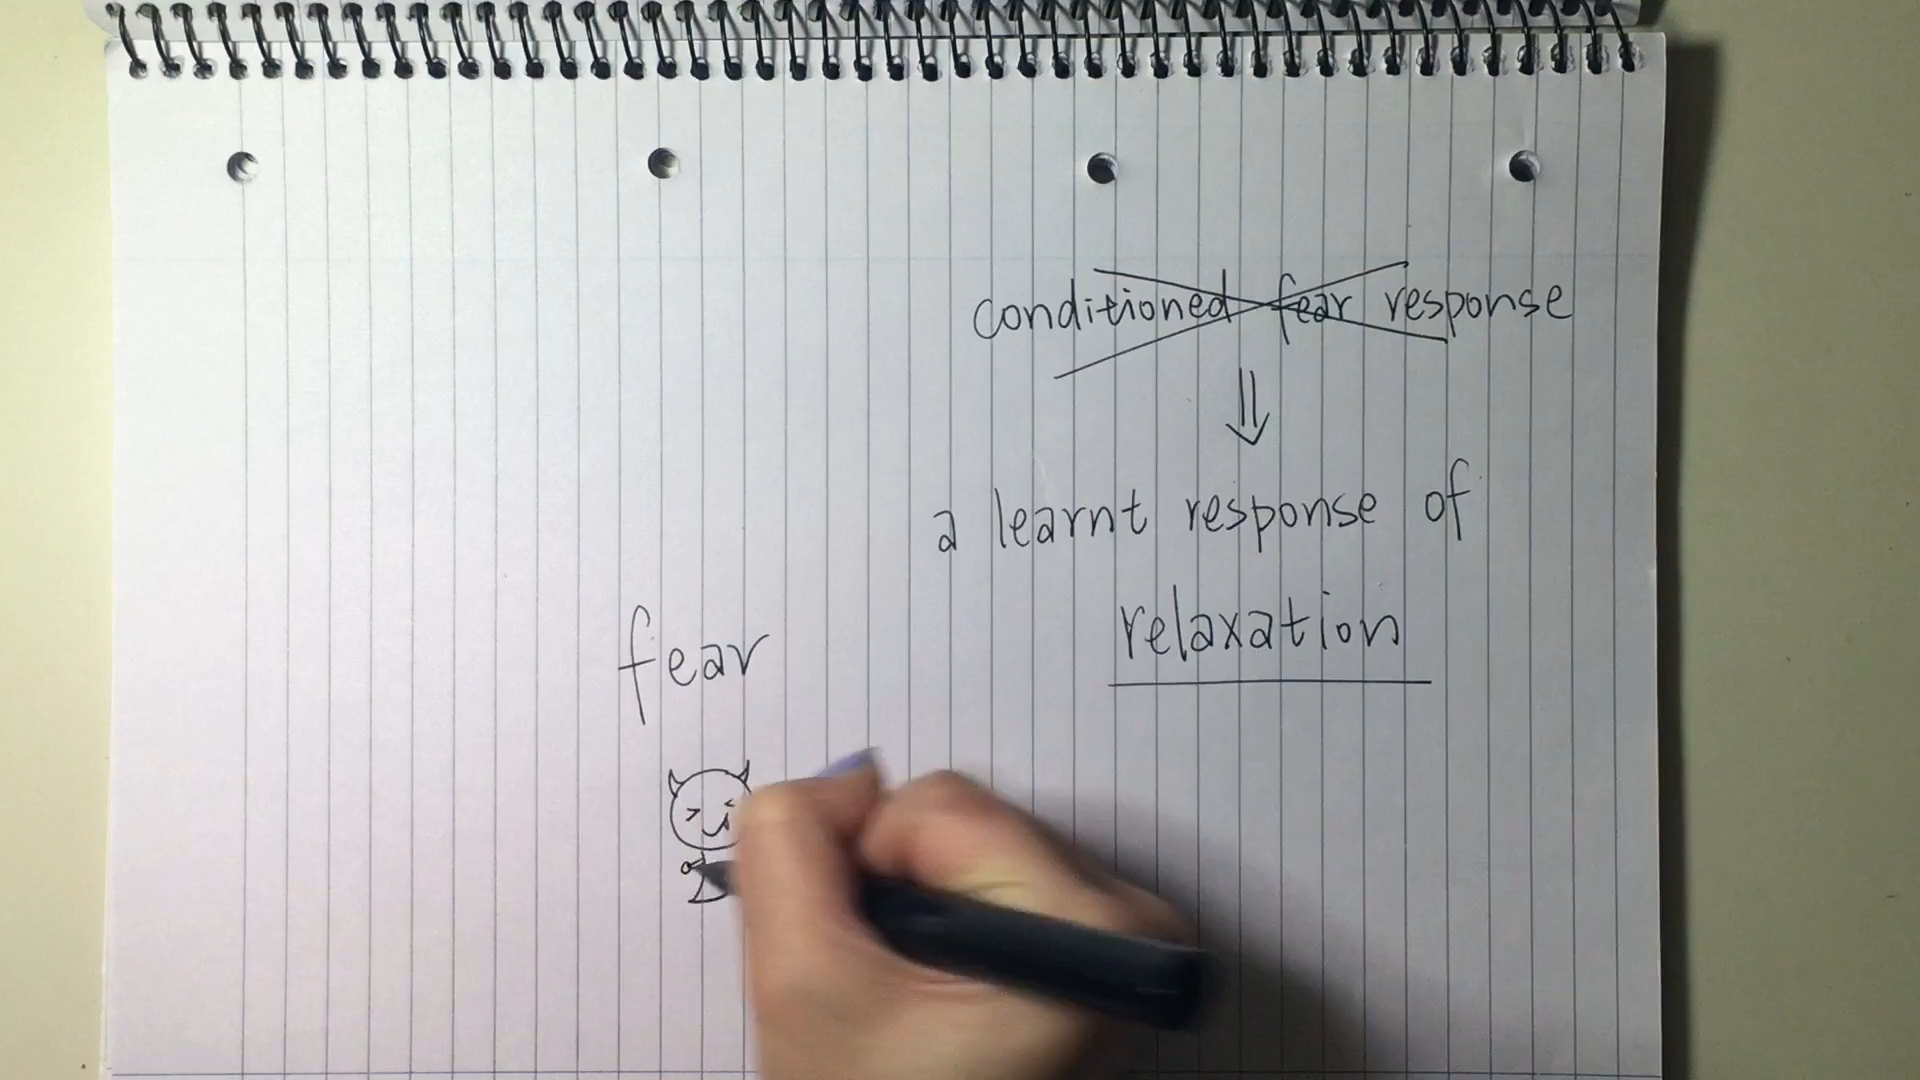 conditioned fear response
a learnt response of
relaxation
fear